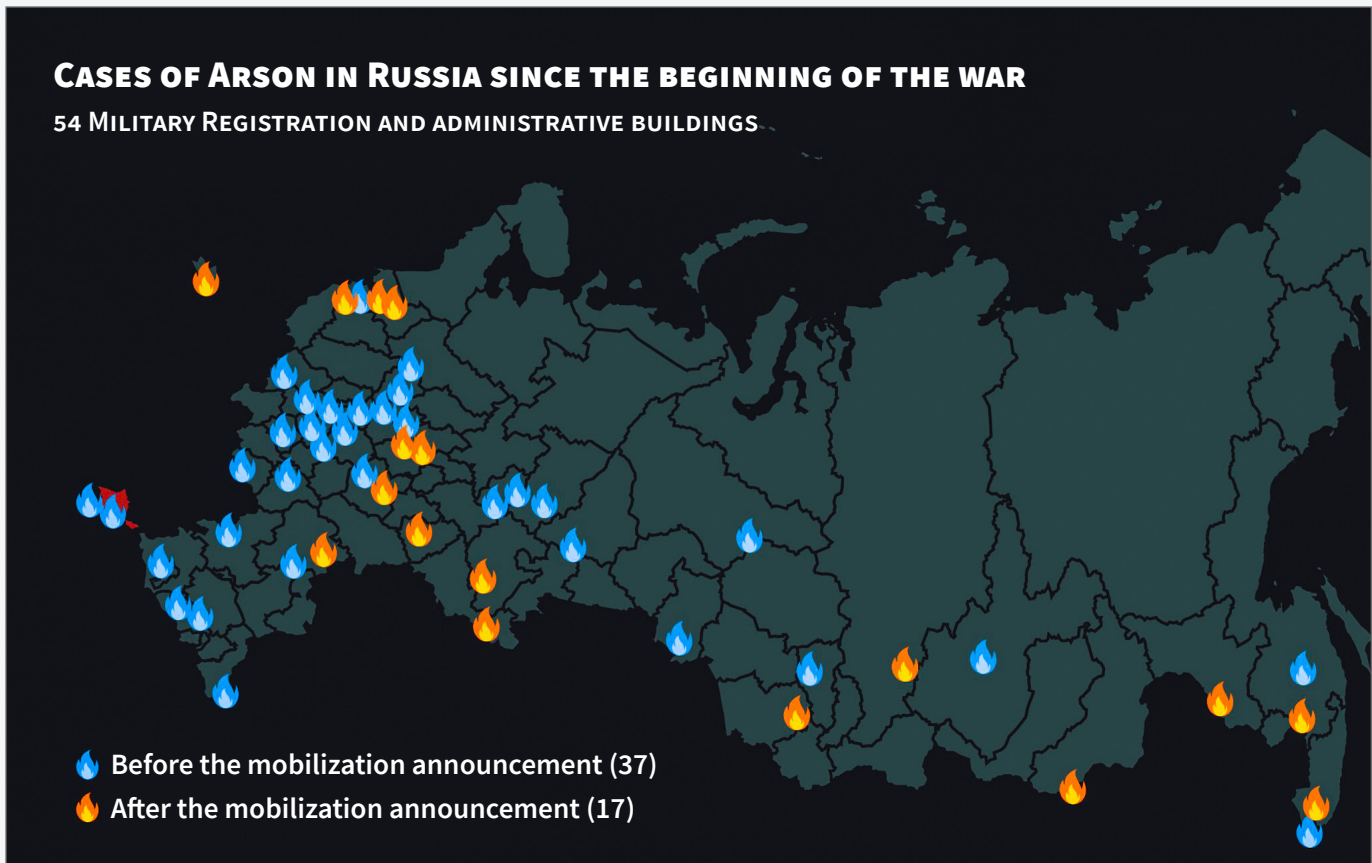 Cases of Arson in Russia since the beginning of the war
54 Military Registration and administrative buildings
Before the mobilization announcement (37)
After the mobilization announcement (17)